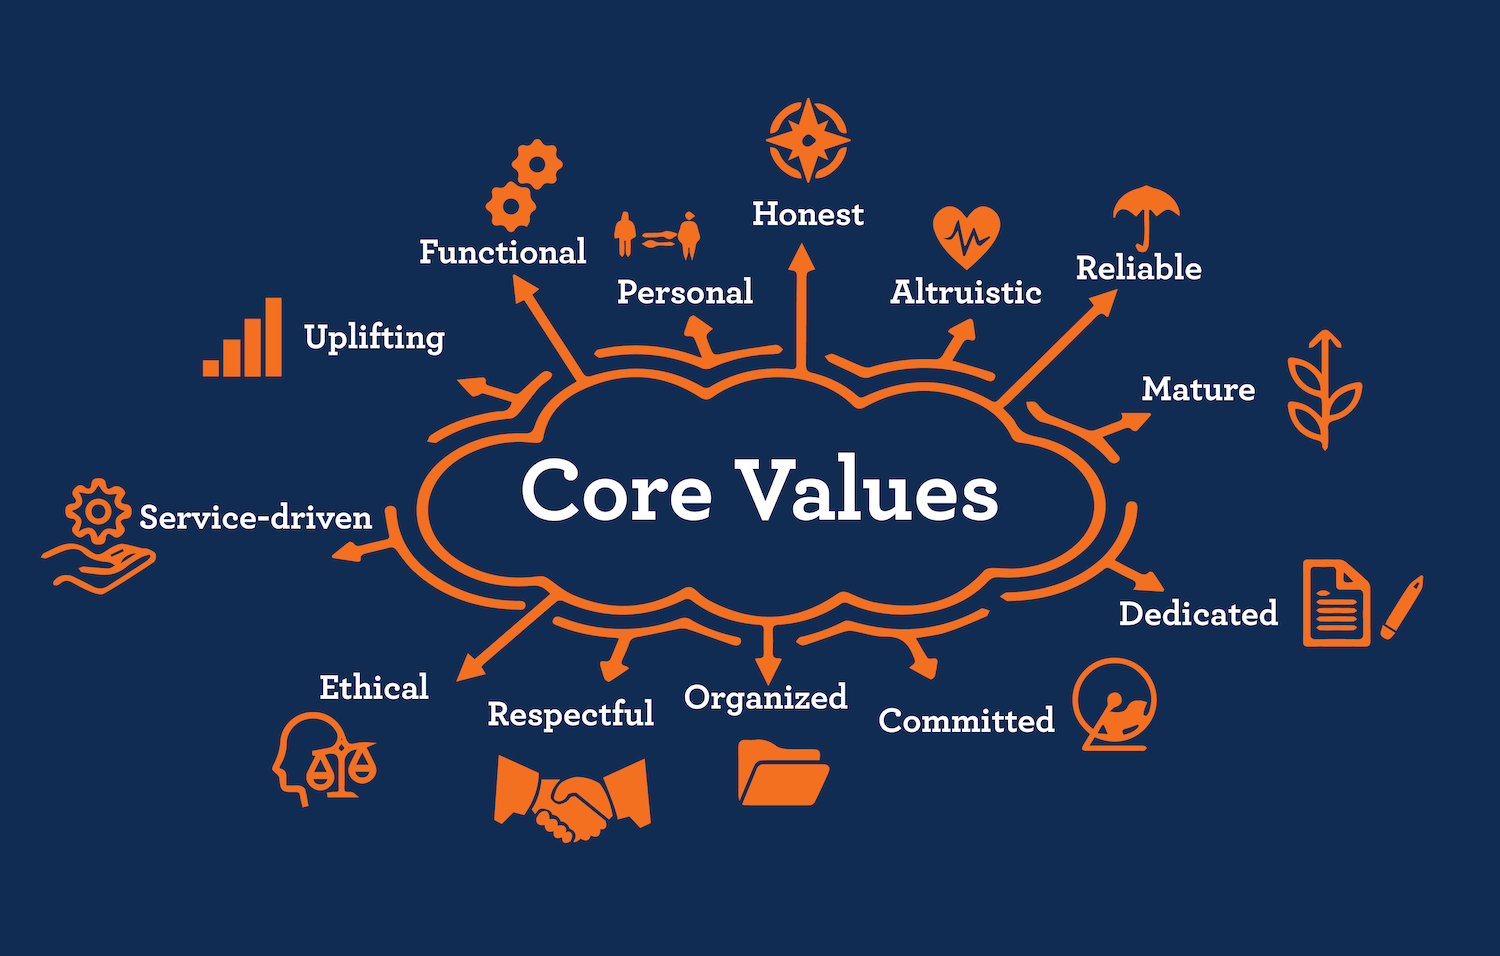 Honest
Functional
Reliable
Personal
Altruistic
Uplifting
Mature
Core Values
Service-driven
Dedicated
Ethical
Respectful
Organized
Committed